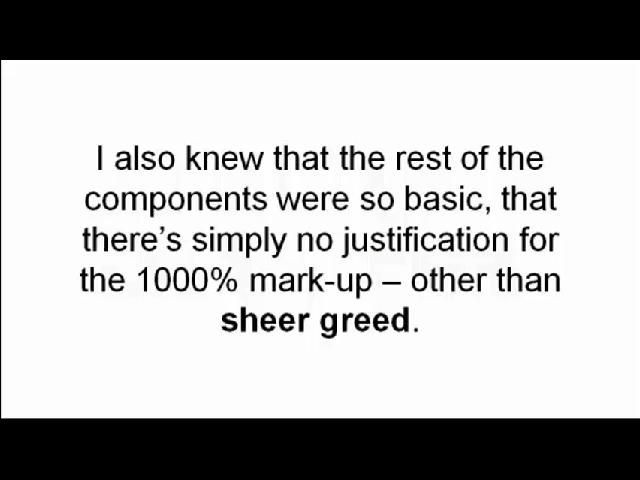 I also knew that the rest of the
components were so basic, that
there’s simply no justification for
the 1000% mark-up – other than
sheer greed.